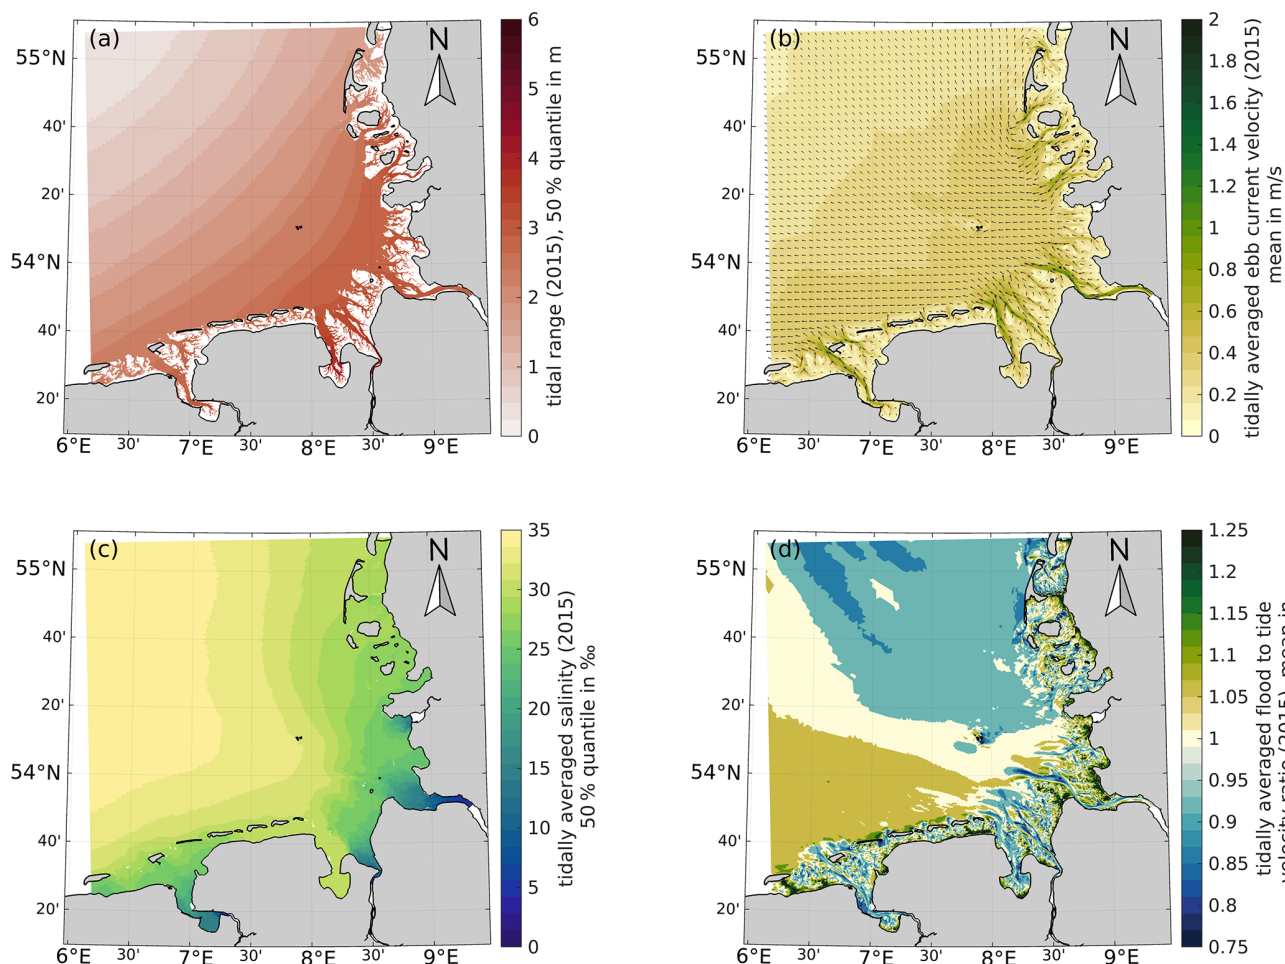 (a)
N
55°N
40'
20'
54°N
40'
20'
6°E 30' 7°E 30' 8°E 30' 9°E
6
5
4
3
2
1
0
tidal range (2015), 50 % quantile in m
(b)
N
55°N
40'
20'
54°N
40'
20'
6°E 30' 7°E 30' 8°E 30' 9°E
2
1.8
1.6
1.4
1.2
1
0.8
0.6
0.4
0.2
0
tidally averaged ebb current velocity (2015)
mean in m/s
(c)
N
55°N
40'
20'
54°N
40'
20'
6°E 30' 7°E 30' 8°E 30' 9°E
35
30
25
20
15
10
5
0
tidally averaged salinity (2015)
50 % quantile in ‰
(d)
N
55°N
40'
20'
54°N
40'
20'
6°E 30' 7°E 30' 8°E 30' 9°E
1.25
1.2
1.15
1.1
1.05
1
0.95
0.9
0.85
0.8
0.75
tidally averaged flood to tide
velocity ratio (2015), mean in